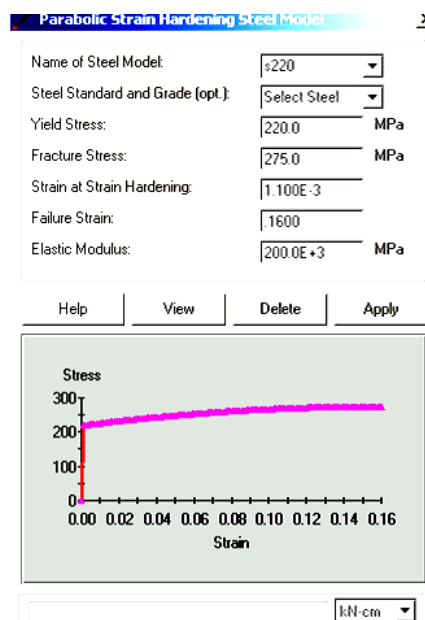 Parabolic Strain Hardening Steel Model
Name of Steel Model: s220
Steel Standard and Grade (opt.): Select Steel
Yield Stress: 220.0 MPa
Fracture Stress: 275.0 MPa
Strain at Strain Hardening: 1.100E-3
Failure Strain: .1600
Elastic Modulus: 200.0E+3 MPa
Help View Delete Apply
Stress
300
200
100
0
0.00 0.02 0.04 0.06 0.08 0.10 0.12 0.14 0.16
Strain
kN-cm